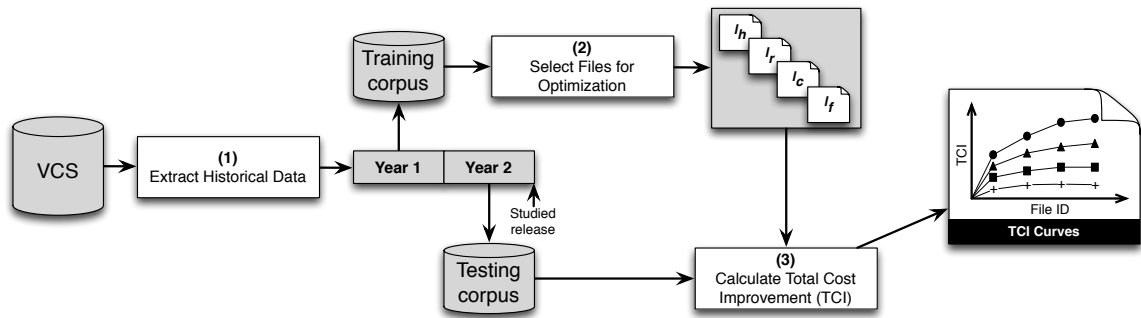 VCS
(1)
Extract Historical Data
Training
corpus
Year 1
Year 2
Studied
release
Testing
corpus
(2)
Select Files for
Optimization
l_h
l_r
l_c
l_f
(3)
Calculate Total Cost
Improvement (TCI)
TCI
File ID
TCI Curves